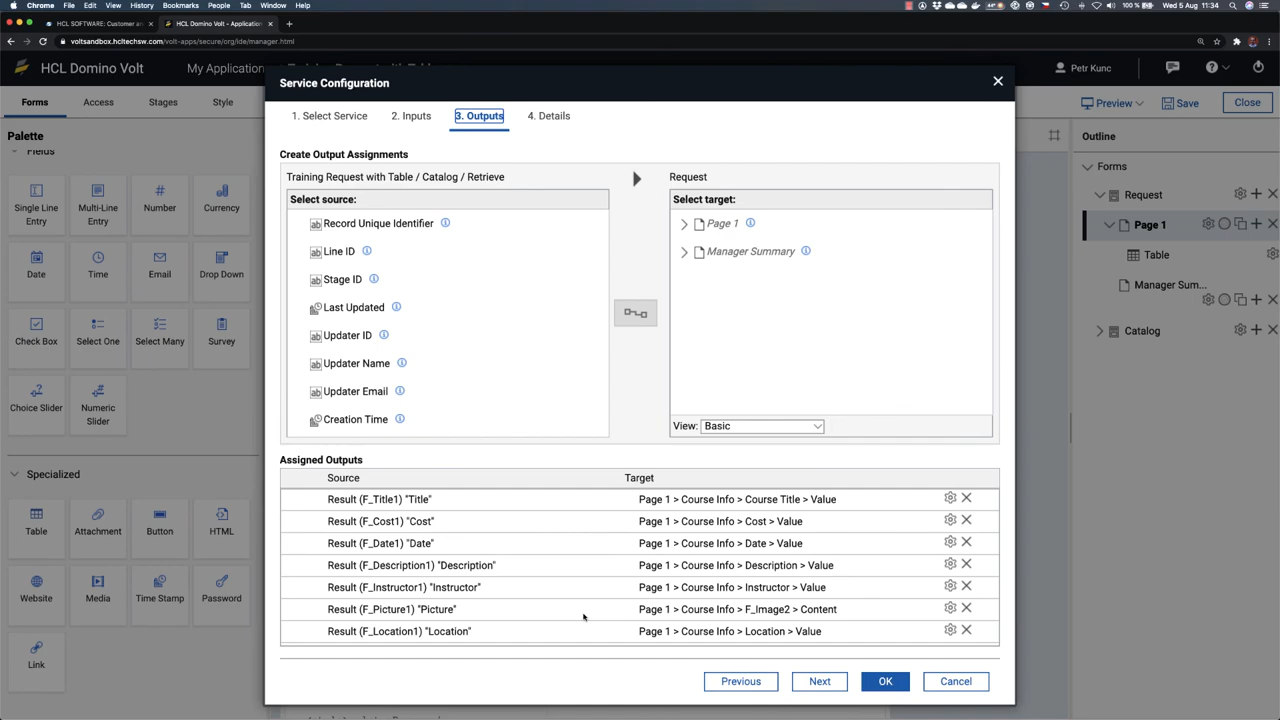 Chrome File Edit View History Bookmarks People Tab Window Help 100 % Wed 5 Aug 11:34
HCL SOFTWARE: Customer an
HCL Domino Volt - Application
voltsandbox.hcltechsw.com/volt-apps/secure/org/ide/manager.html
HCL Domino Volt My Application Petr Kunc
Forms Access Stages Style
Preview Save Close
Palette
Fields
Single Line Entry
Multi-Line Entry
Number
Currency
Date
Time
Email
Drop Down
Check Box
Select One
Select Many
Survey
Choice Slider
Numeric Slider
Specialized
Table
Attachment
Button
HTML
Website
Media
Time Stamp
Password
Link
Service Configuration
1. Select Service 2. Inputs 3. Outputs 4. Details
Create Output Assignments
Training Request with Table / Catalog / Retrieve
Select source:
Record Unique Identifier
Line ID
Stage ID
Last Updated
Updater ID
Updater Name
Updater Email
Creation Time
Request
Select target:
Page 1
Manager Summary
View: Basic
Assigned Outputs
Source Target
Result (F_Title1) "Title" Page 1 > Course Info > Course Title > Value
Result (F_Cost1) "Cost" Page 1 > Course Info > Cost > Value
Result (F_Date1) "Date" Page 1 > Course Info > Date > Value
Result (F_Description1) "Description" Page 1 > Course Info > Description > Value
Result (F_Instructor1) "Instructor" Page 1 > Course Info > Instructor > Value
Result (F_Picture1) "Picture" Page 1 > Course Info > F_Image2 > Content
Result (F_Location1) "Location" Page 1 > Course Info > Location > Value
Previous Next OK Cancel
Outline
Forms
Request
Page 1
Table
Manager Sum...
Catalog